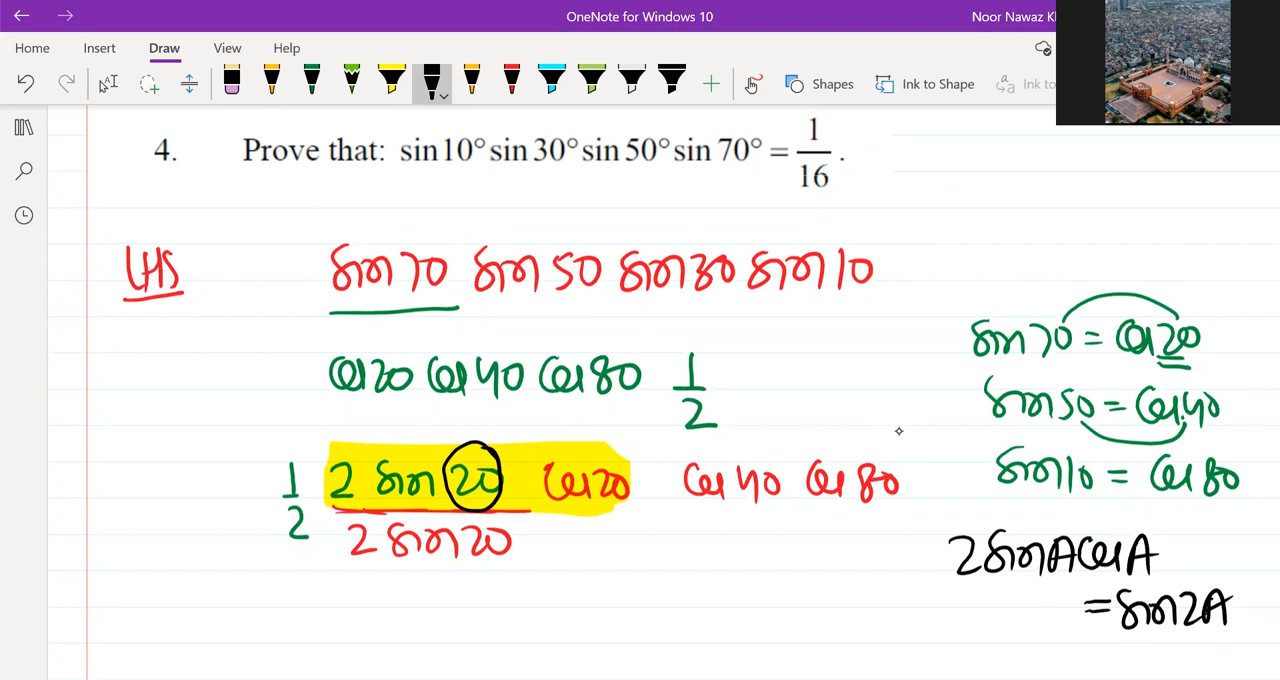 OneNote for Windows 10
Noor Nawaz Kh
Home Insert Draw View Help
Shapes Ink to Shape Ink to
4. Prove that: sin 10° sin 30° sin 50° sin 70° = 1/16 .
LHS sin 70 sin 50 sin 30 sin 10
cos 20 cos 40 cos 80 1/2
1/2 2 sin 20 cos 20 cos 40 cos 80
2 sin 20
sin 70 = cos 20
sin 50 = cos 40
sin 10 = cos 80
2 sin A cos A
= sin 2A